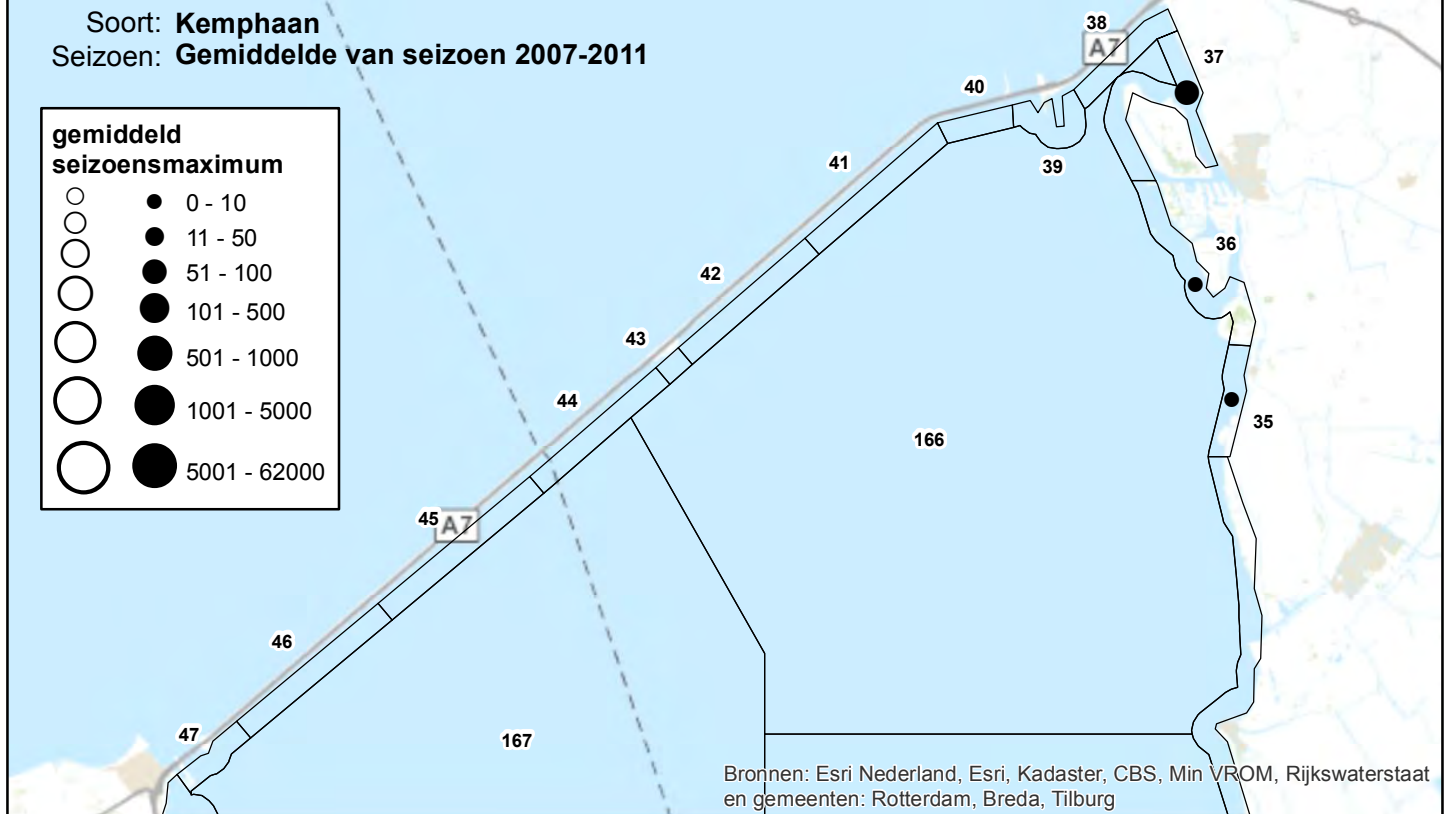 Soort: Kemphaan
Seizoen: Gemiddelde van seizoen 2007-2011
gemiddeld
seizoensmaximum
0 - 10
11 - 50
51 - 100
101 - 500
501 - 1000
1001 - 5000
5001 - 62000
38
A7
37
40
41
39
36
42
43
44
35
166
45
A7
46
47
167
Bronnen: Esri Nederland, Esri, Kadaster, CBS, Min VROM, Rijkswaterstaat
en gemeenten: Rotterdam, Breda, Tilburg